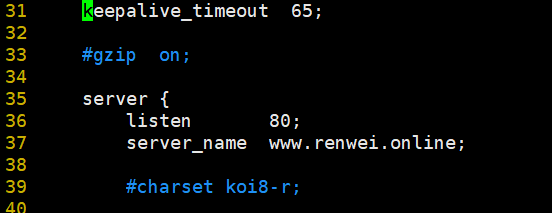 31     keepalive_timeout  65;
32
33     #gzip  on;
34
35     server {
36         listen       80;
37         server_name  www.renwei.online;
38
39         #charset koi8-r;
40